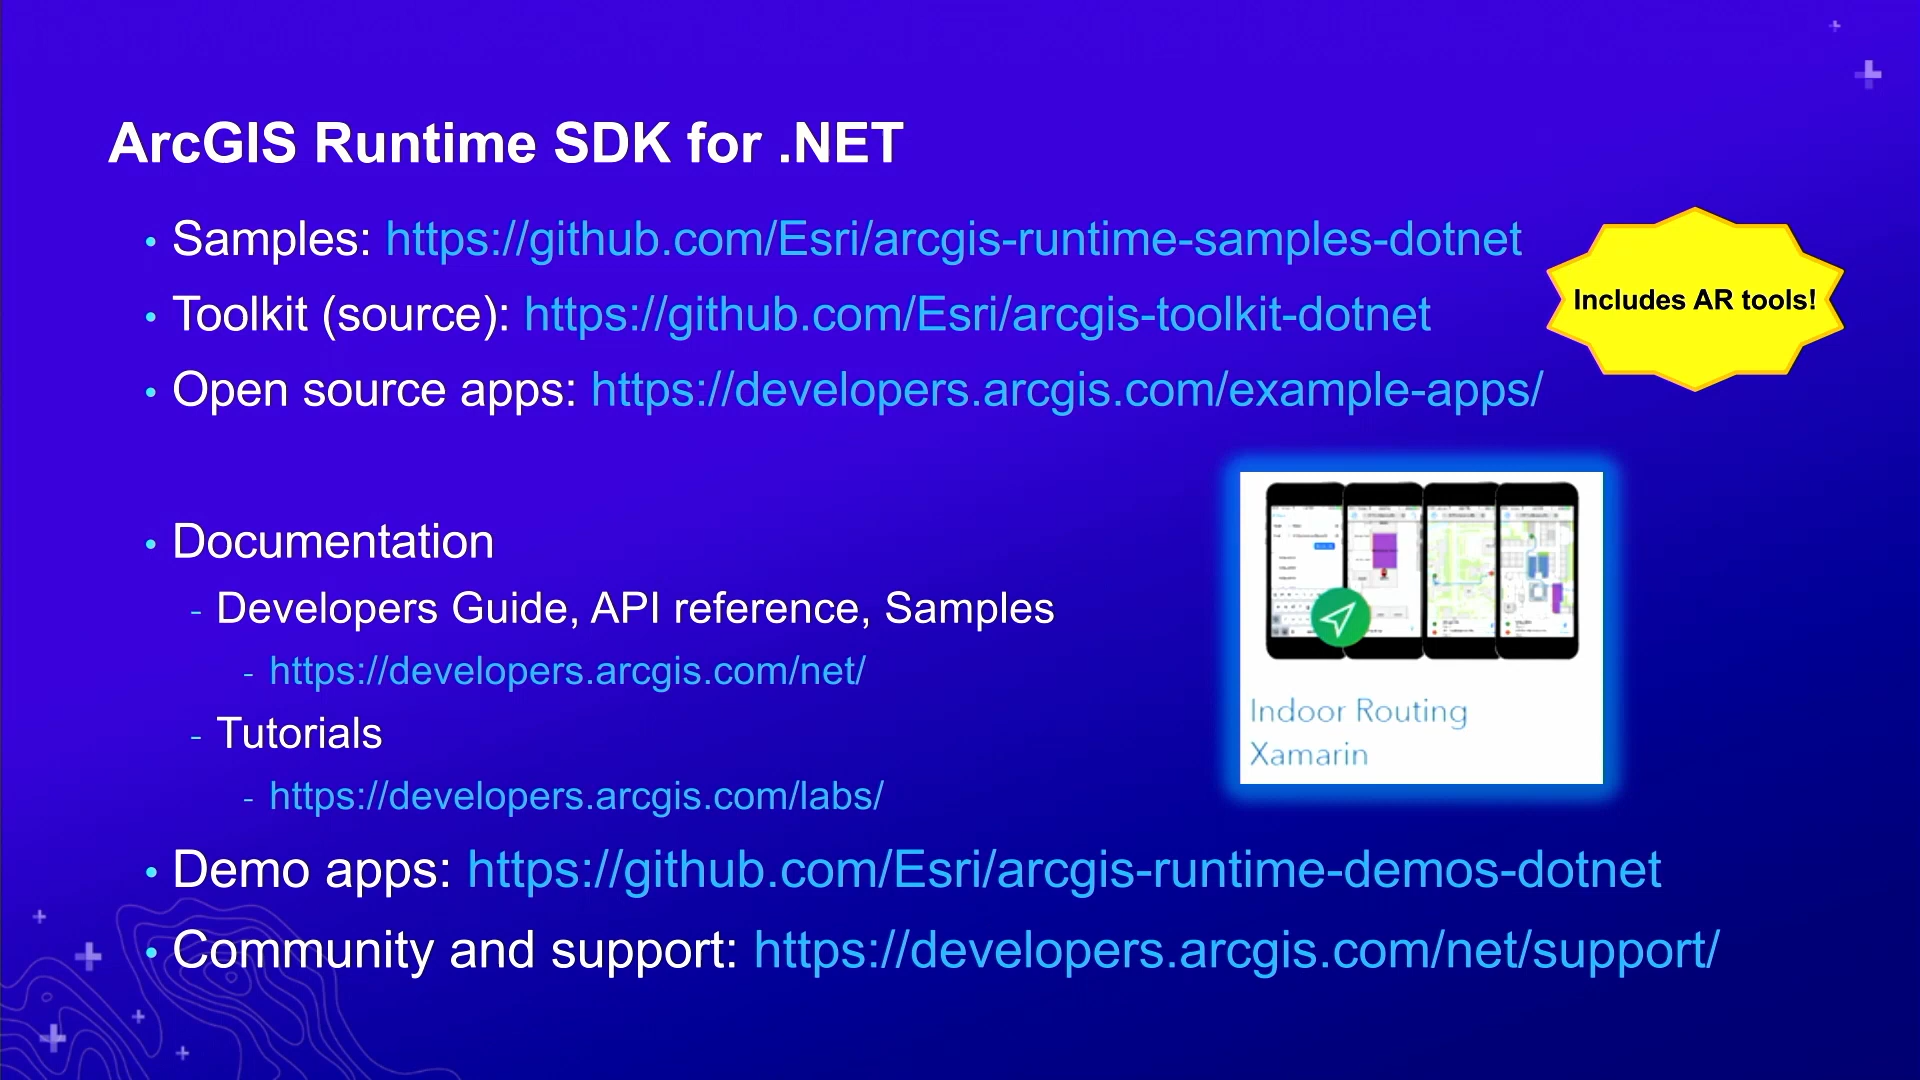 ArcGIS Runtime SDK for .NET
• Samples: https://github.com/Esri/arcgis-runtime-samples-dotnet
• Toolkit (source): https://github.com/Esri/arcgis-toolkit-dotnet
Includes AR tools!
• Open source apps: https://developers.arcgis.com/example-apps/
• Documentation
- Developers Guide, API reference, Samples
- https://developers.arcgis.com/net/
- Tutorials
- https://developers.arcgis.com/labs/
Indoor Routing
Xamarin
• Demo apps: https://github.com/Esri/arcgis-runtime-demos-dotnet
• Community and support: https://developers.arcgis.com/net/support/